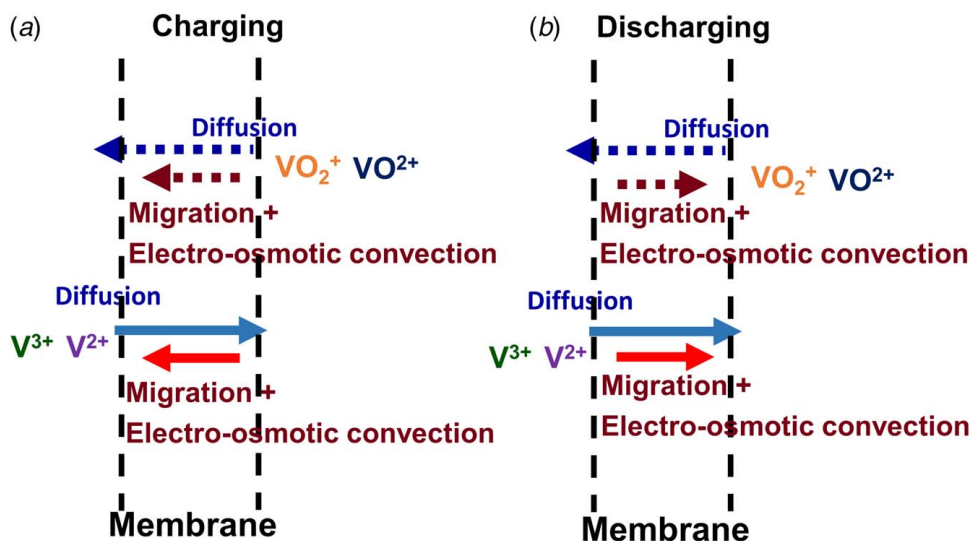 (a)
Charging
Diffusion
VO₂⁺ VO²⁺
Migration +
Electro-osmotic convection
Diffusion
V³⁺ V²⁺
Migration +
Electro-osmotic convection
Membrane
(b)
Discharging
Diffusion
VO₂⁺ VO²⁺
Migration +
Electro-osmotic convection
Diffusion
V³⁺ V²⁺
Migration +
Electro-osmotic convection
Membrane